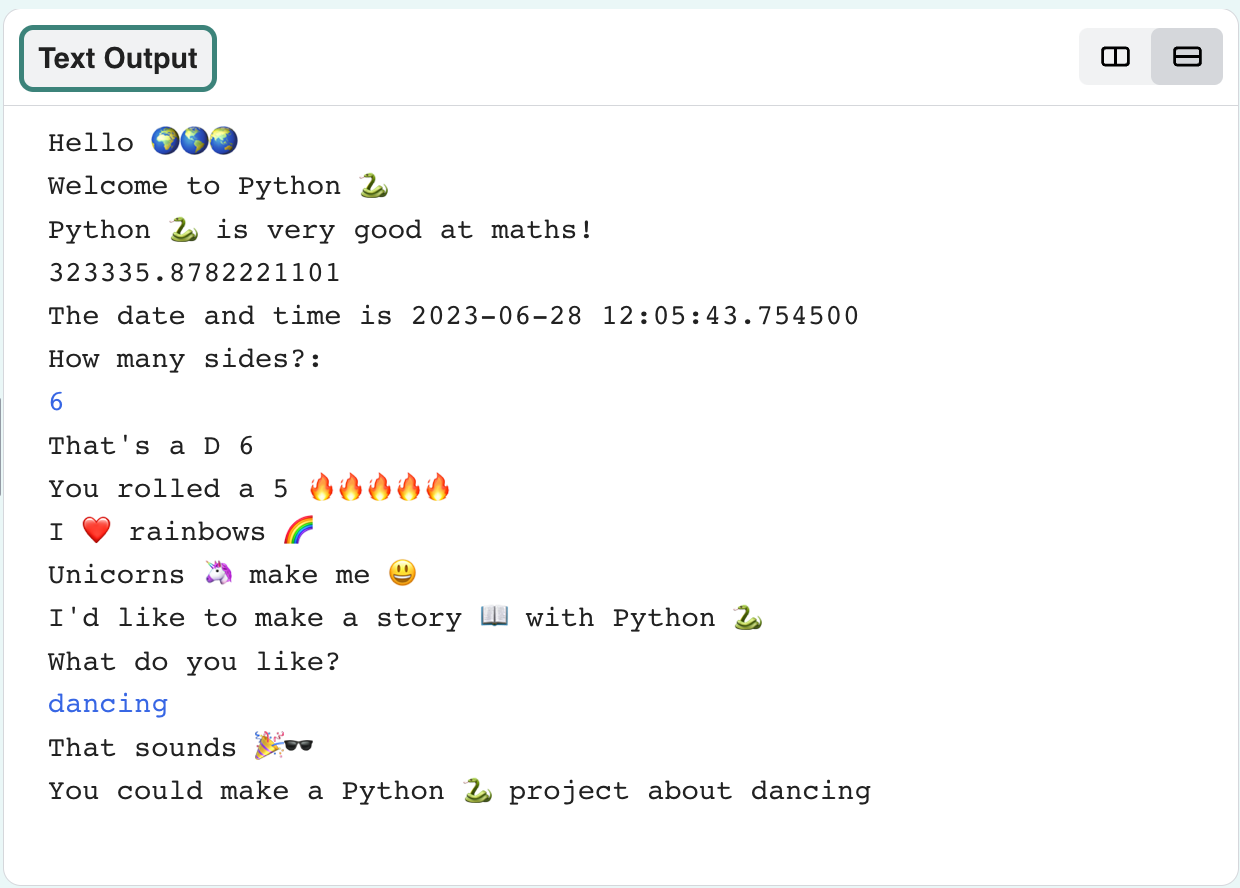 Text Output
Hello 🌍🌎🌏
Welcome to Python 🐍
Python 🐍 is very good at maths!
323335.8782221101
The date and time is 2023-06-28 12:05:43.754500
How many sides?:
6
That's a D 6
You rolled a 5 🔥🔥🔥🔥🔥
I ❤️ rainbows 🌈
Unicorns 🦄 make me 😃
I'd like to make a story 📖 with Python 🐍
What do you like?
dancing
That sounds 🎉🕶️
You could make a Python 🐍 project about dancing